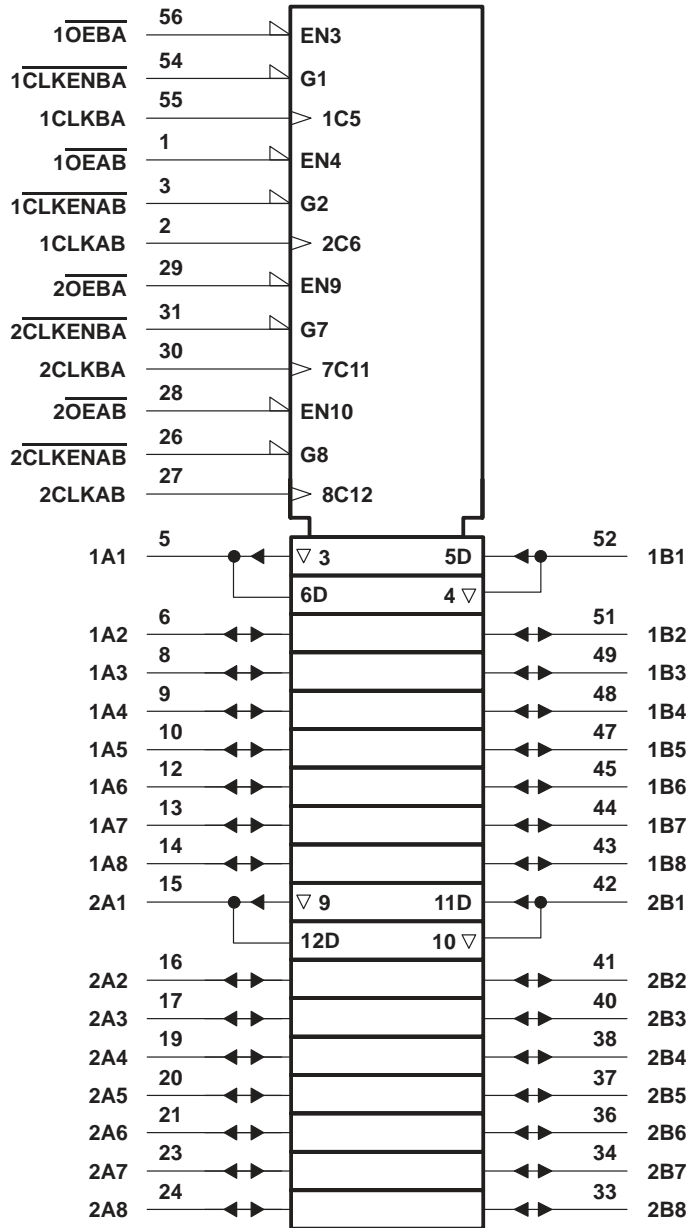 56
1OEBA EN3
54
1CLKENBA G1
55
1CLKBA 1C5
1
1OEAB EN4
3
1CLKENAB G2
2
1CLKAB 2C6
29
2OEBA EN9
31
2CLKENBA G7
30
2CLKBA 7C11
28
2OEAB EN10
26
2CLKENAB G8
27
2CLKAB 8C12
5 52
1A1 ▽ 3 5D 1B1
6D 4 ▽
6 51
1A2 1B2
8 49
1A3 1B3
9 48
1A4 1B4
10 47
1A5 1B5
12 45
1A6 1B6
13 44
1A7 1B7
14 43
1A8 1B8
15 42
2A1 ▽ 9 11D 2B1
12D 10 ▽
16 41
2A2 2B2
17 40
2A3 2B3
19 38
2A4 2B4
20 37
2A5 2B5
21 36
2A6 2B6
23 34
2A7 2B7
24 33
2A8 2B8